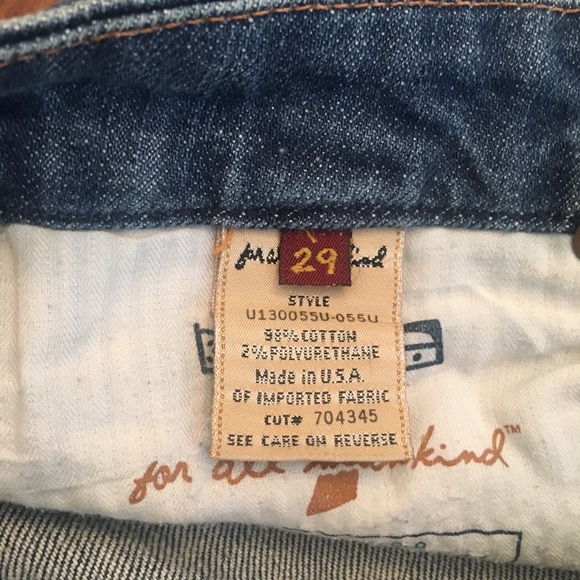 29
STYLE
U130055U-055U
98% COTTON
2% POLYURETHANE
Made in U.S.A.
OF IMPORTED FABRIC
CUT# 704345
SEE CARE ON REVERSE
for all mankind™